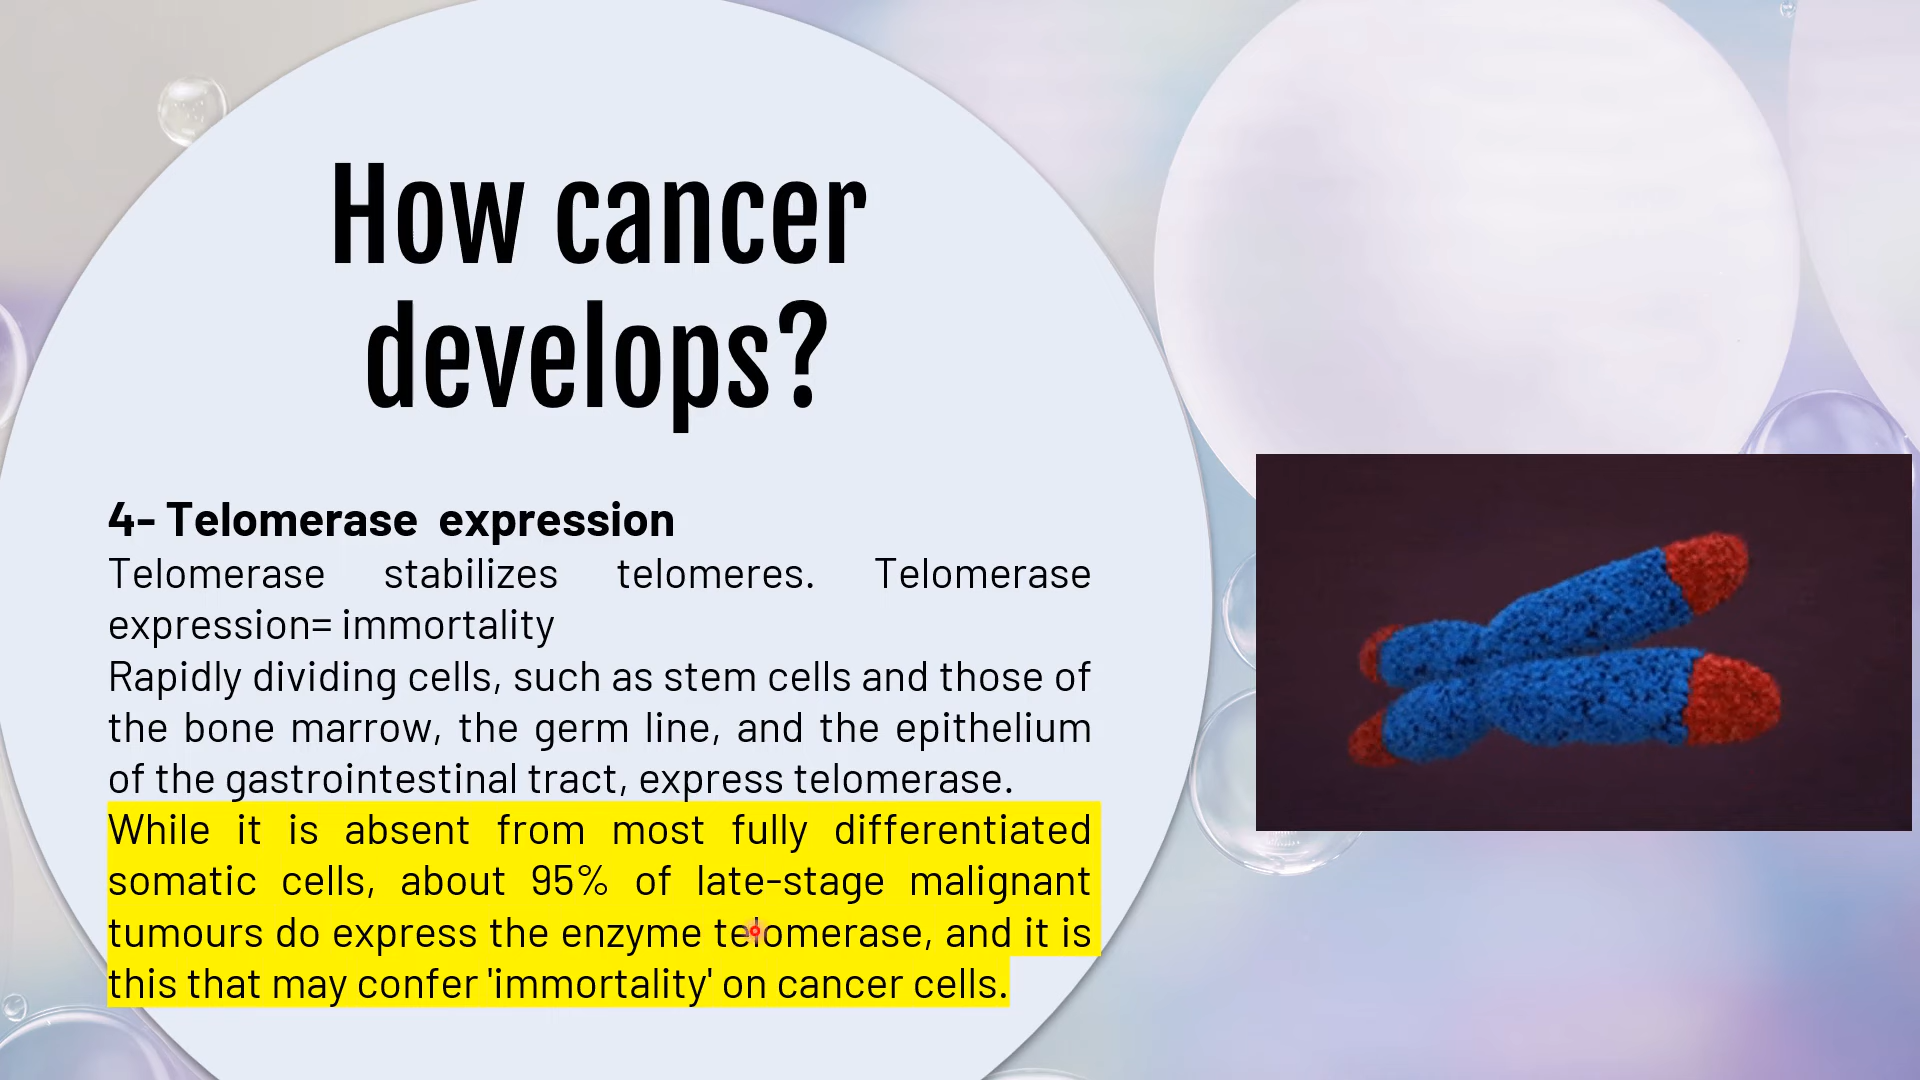 How cancer
develops?
4- Telomerase expression
Telomerase stabilizes telomeres. Telomerase
expression= immortality
Rapidly dividing cells, such as stem cells and those of
the bone marrow, the germ line, and the epithelium
of the gastrointestinal tract, express telomerase.
While it is absent from most fully differentiated
somatic cells, about 95% of late-stage malignant
tumours do express the enzyme telomerase, and it is
this that may confer 'immortality' on cancer cells.